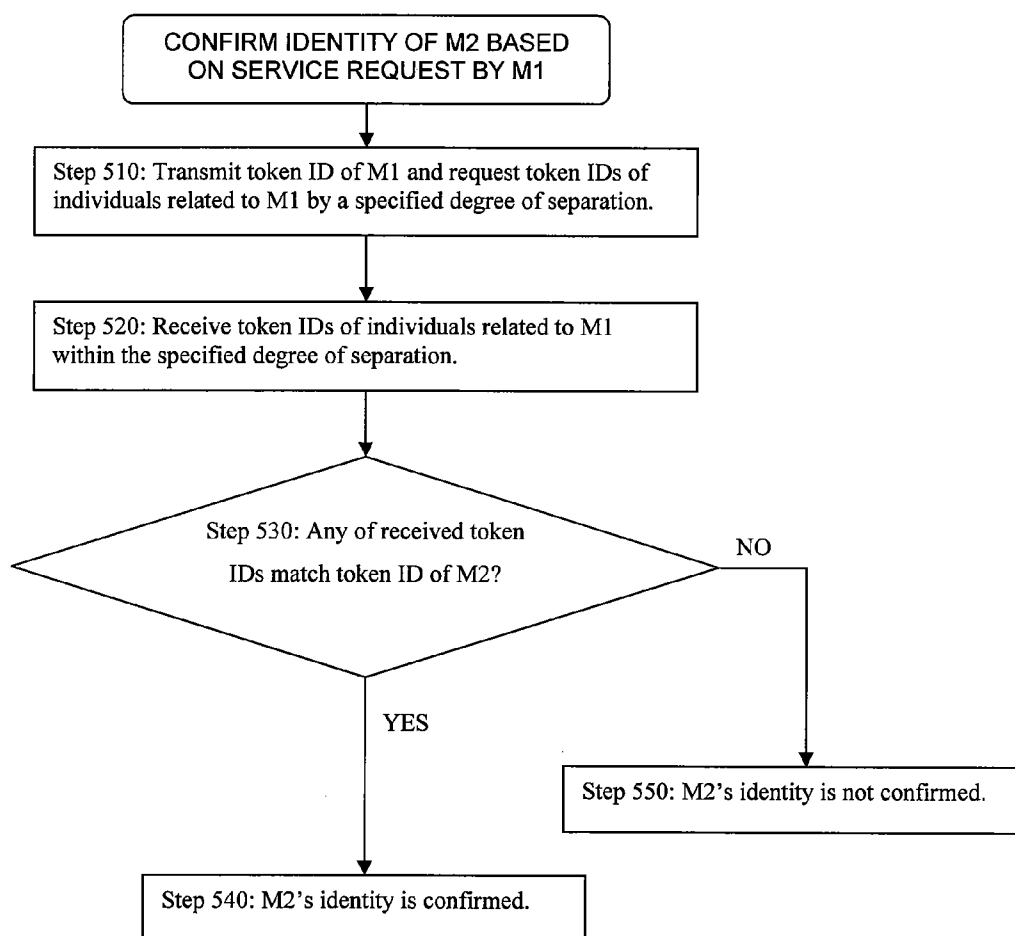 CONFIRM IDENTITY OF M2 BASED
ON SERVICE REQUEST BY M1
Step 510: Transmit token ID of M1 and request token IDs of
individuals related to M1 by a specified degree of separation.
Step 520: Receive token IDs of individuals related to M1
within the specified degree of separation.
Step 530: Any of received token
IDs match token ID of M2?
NO
YES
Step 550: M2's identity is not confirmed.
Step 540: M2's identity is confirmed.